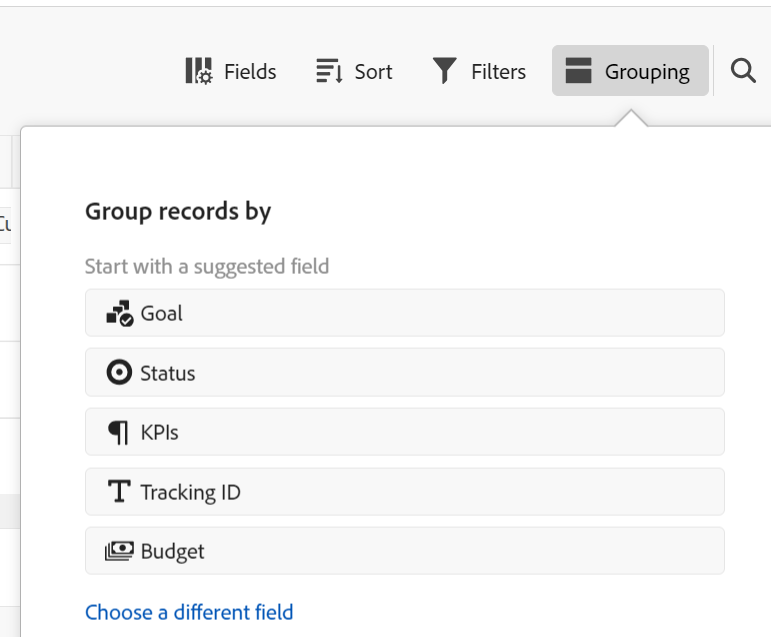 Fields Sort Filters Grouping
Group records by
Start with a suggested field
Goal
Status
KPIs
Tracking ID
Budget
Choose a different field